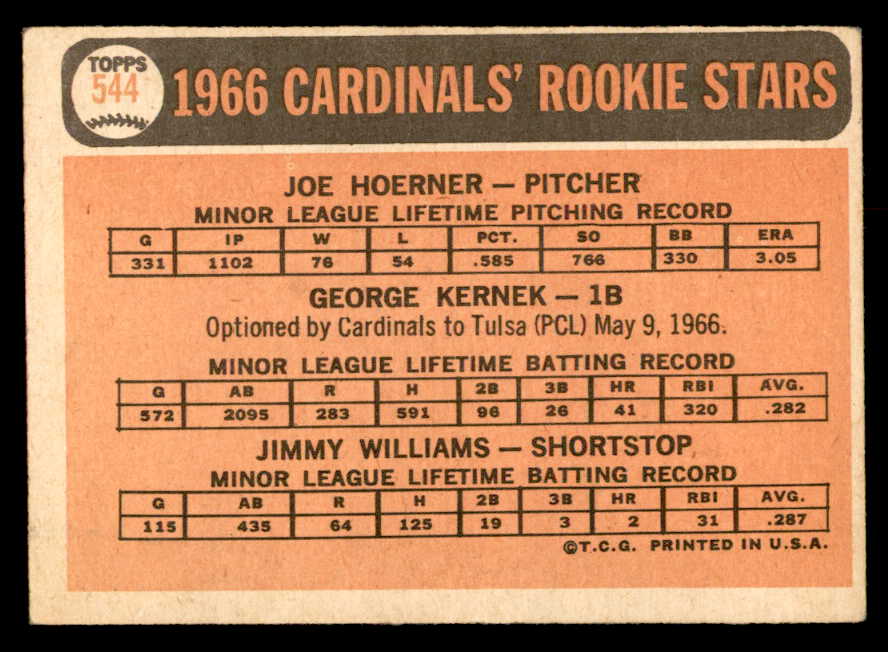 TOPPS
544
1966 CARDINALS' ROOKIE STARS
JOE HOERNER — PITCHER
MINOR LEAGUE LIFETIME PITCHING RECORD
G IP W L PCT. SO BB ERA
331 1102 76 54 .585 766 330 3.05
GEORGE KERNEK — 1B
Optioned by Cardinals to Tulsa (PCL) May 9, 1966.
MINOR LEAGUE LIFETIME BATTING RECORD
G AB R H 2B 3B HR RBI AVG.
572 2095 283 591 96 26 41 320 .282
JIMMY WILLIAMS — SHORTSTOP
MINOR LEAGUE LIFETIME BATTING RECORD
G AB R H 2B 3B HR RBI AVG.
115 435 64 125 19 3 2 31 .287
©T.C.G. PRINTED IN U.S.A.